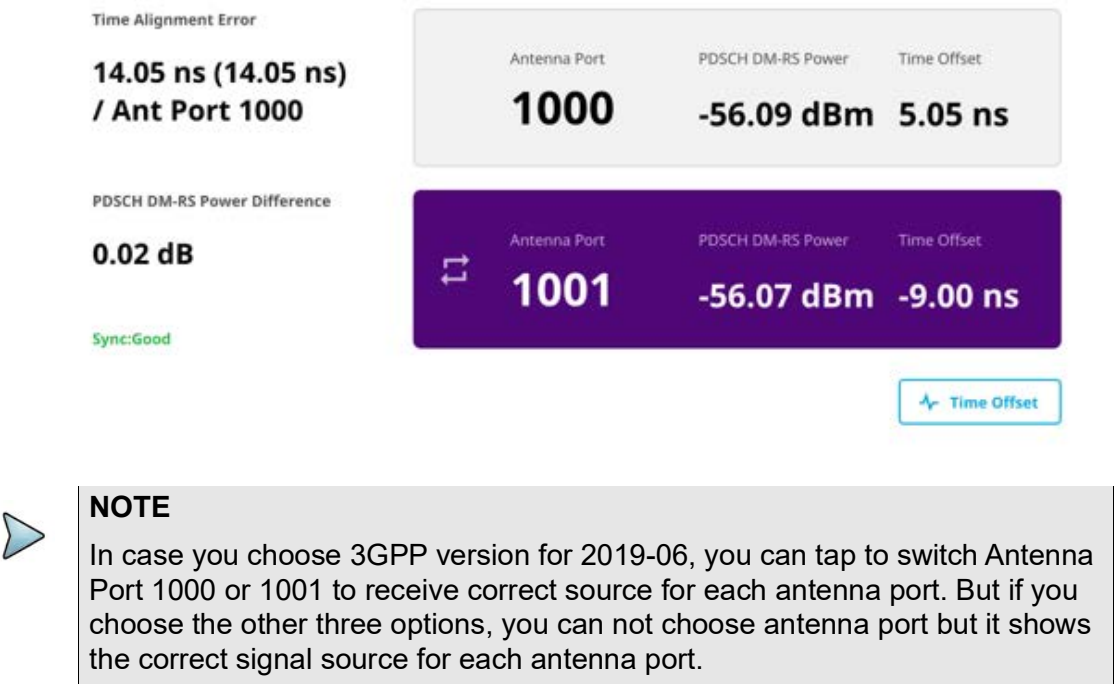 Time Alignment Error
14.05 ns (14.05 ns)
/ Ant Port 1000
Antenna Port
PDSCH DM-RS Power
Time Offset
1000
-56.09 dBm
5.05 ns
PDSCH DM-RS Power Difference
0.02 dB
Sync:Good
Antenna Port
PDSCH DM-RS Power
Time Offset
1001
-56.07 dBm
-9.00 ns
Time Offset
NOTE
In case you choose 3GPP version for 2019-06, you can tap to switch Antenna
Port 1000 or 1001 to receive correct source for each antenna port. But if you
choose the other three options, you can not choose antenna port but it shows
the correct signal source for each antenna port.